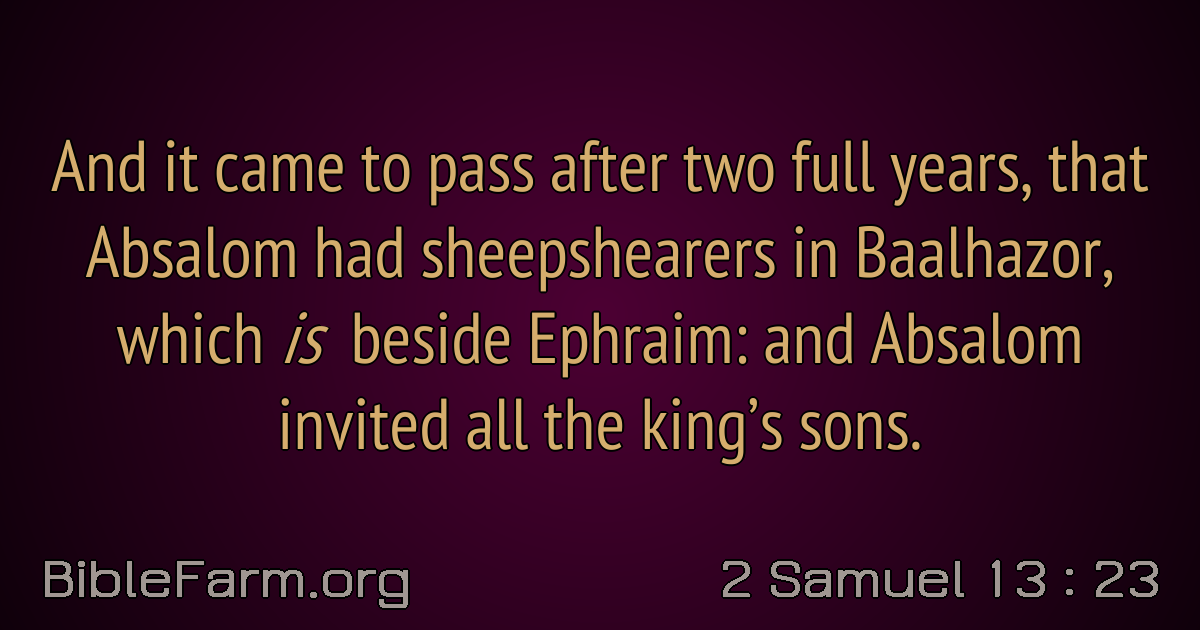 And it came to pass after two full years, that
Absalom had sheepshearers in Baalhazor,
which is beside Ephraim: and Absalom
invited all the king’s sons.
BibleFarm.org
2 Samuel 13 : 23